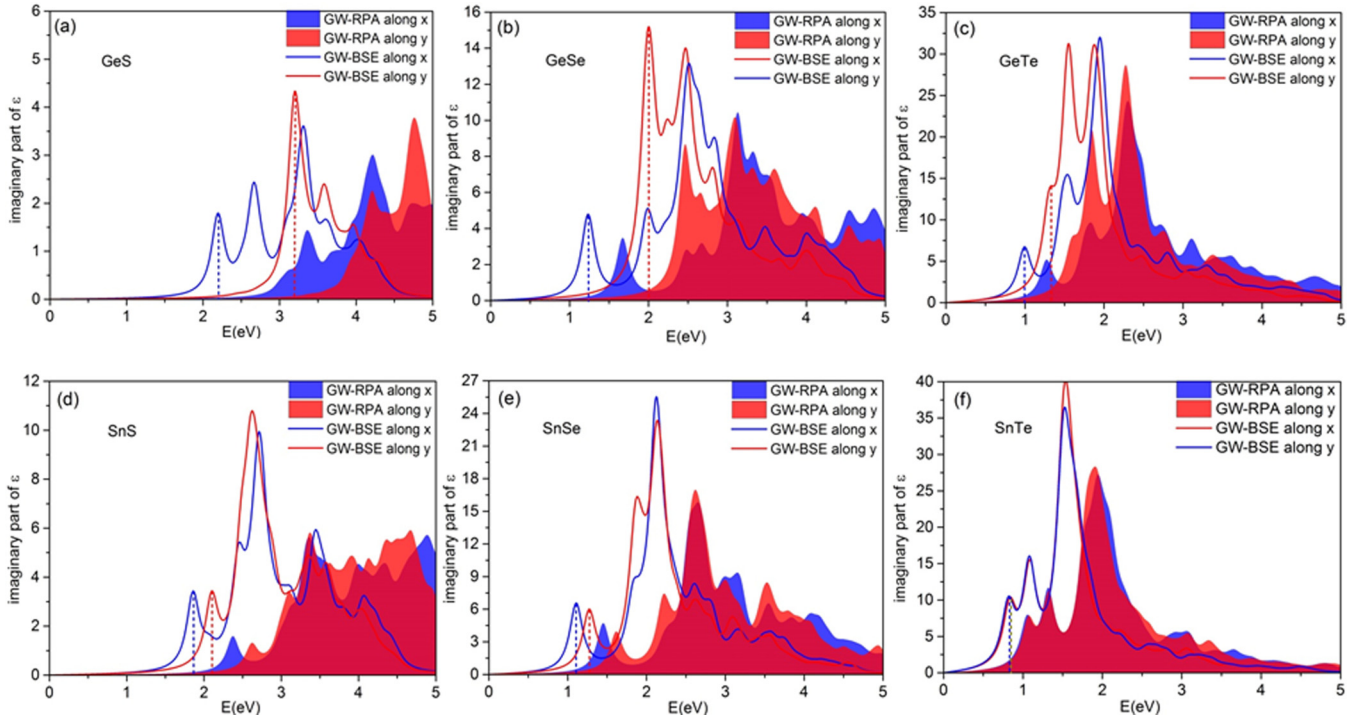 (a)
GeS
GW-RPA along x
GW-RPA along y
GW-BSE along x
GW-BSE along y
imaginary part of ε
6
5
4
3
2
1
0
0 1 2 3 4 5
E(eV)
(b)
GeSe
GW-RPA along x
GW-RPA along y
GW-BSE along x
GW-BSE along y
imaginary part of ε
16
14
12
10
8
6
4
2
0
0 1 2 3 4 5
E(eV)
(c)
GeTe
GW-RPA along x
GW-RPA along y
GW-BSE along x
GW-BSE along y
imaginary part of ε
35
30
25
20
15
10
5
0
0 1 2 3 4 5
E(eV)
(d)
SnS
GW-RPA along x
GW-RPA along y
GW-BSE along x
GW-BSE along y
imaginary part of ε
12
10
8
6
4
2
0
0 1 2 3 4 5
E(eV)
(e)
SnSe
GW-RPA along x
GW-RPA along y
GW-BSE along x
GW-BSE along y
imaginary part of ε
27
24
21
18
15
12
9
6
3
0
0 1 2 3 4 5
E(eV)
(f)
SnTe
GW-RPA along x
GW-RPA along y
GW-BSE along x
GW-BSE along y
imaginary part of ε
40
35
30
25
20
15
10
5
0
0 1 2 3 4 5
E(eV)